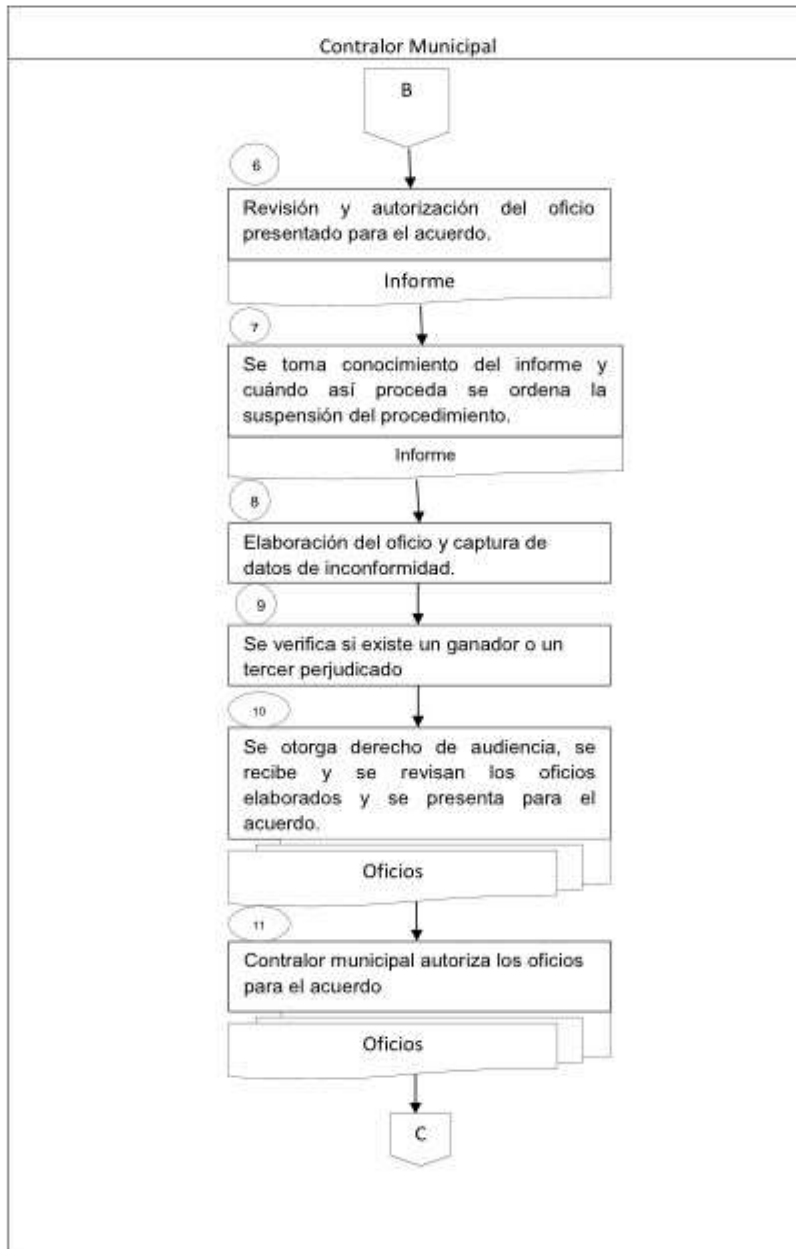 Contralor Municipal
B
6
Revisión y autorización del oficio
presentado para el acuerdo.
Informe
7
Se toma conocimiento del informe y
cuándo así proceda se ordena la
suspensión del procedimiento.
Informe
8
Elaboración del oficio y captura de
datos de inconformidad.
9
Se verifica si existe un ganador o un
tercer perjudicado
10
Se otorga derecho de audiencia, se
recibe y se revisan los oficios
elaborados y se presenta para el
acuerdo.
Oficios
11
Contralor municipal autoriza los oficios
para el acuerdo
Oficios
C